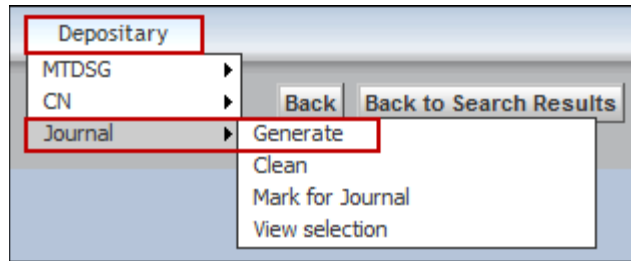 Depositary
MTDSG
CN
Back Back to Search Results
Journal
Generate
Clean
Mark for Journal
View selection